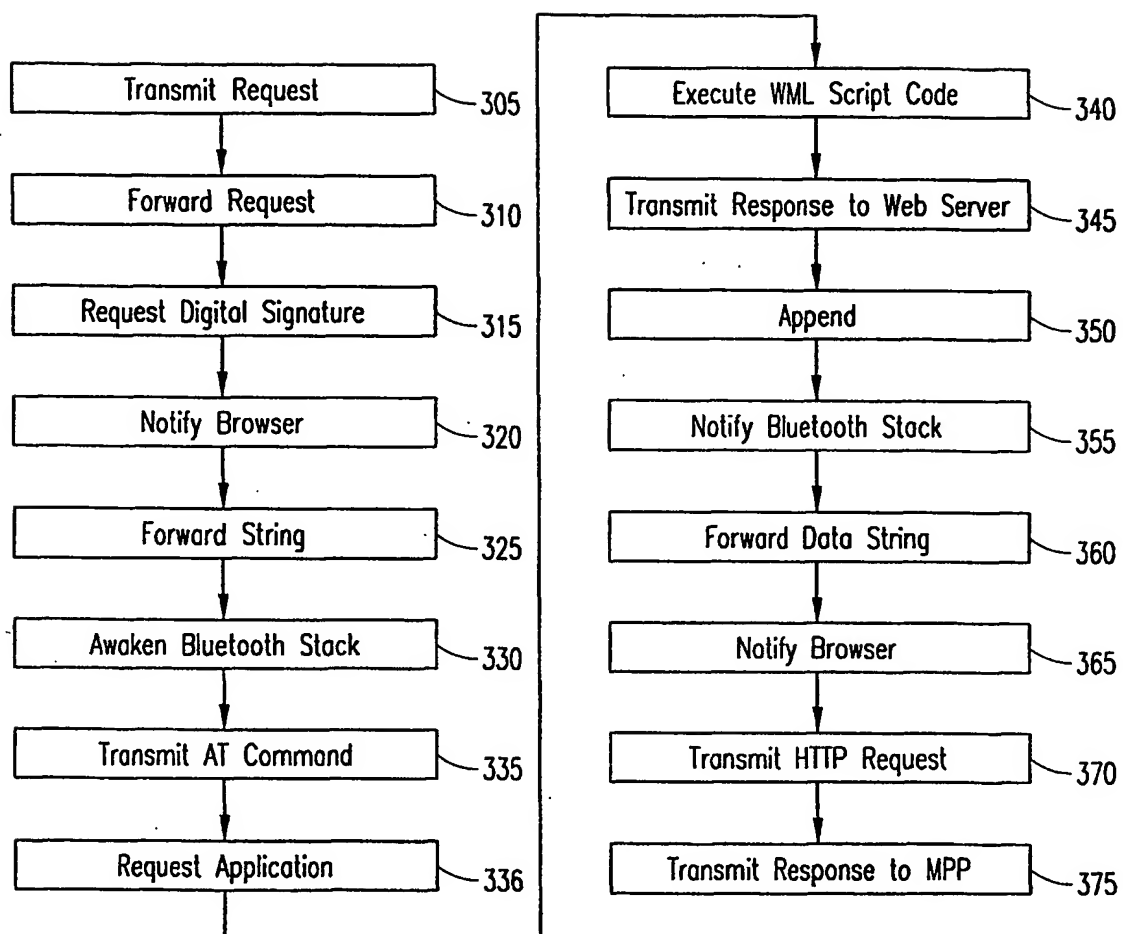 Transmit Request
305
Forward Request
310
Request Digital Signature
315
Notify Browser
320
Forward String
325
Awaken Bluetooth Stack
330
Transmit AT Command
335
Request Application
336
Execute WML Script Code
340
Transmit Response to Web Server
345
Append
350
Notify Bluetooth Stack
355
Forward Data String
360
Notify Browser
365
Transmit HTTP Request
370
Transmit Response to MPP
375